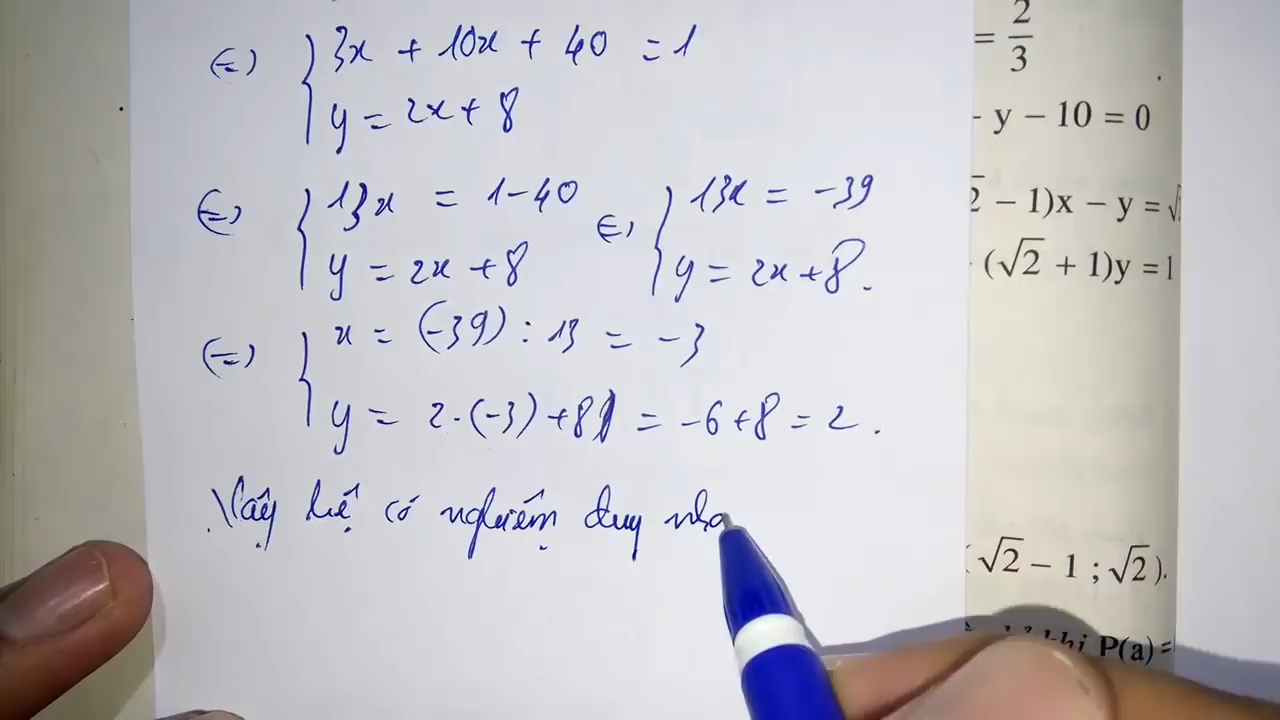 (=) { 3x + 10x + 40 = 1
y = 2x + 8
(=) { 13x = 1-40 (=) { 13x = -39
y = 2x + 8 y = 2x + 8.
(=) { x = (-39) : 13 = -3
y = 2.(-3) + 8 = -6+8 = 2.
Vậy hệ có nghiệm duy nhấ
= 2/3
- y - 10 = 0
- 1)x - y = √
(√2 + 1)y = 1
(√2 - 1 ; √2).
khi P(a) =